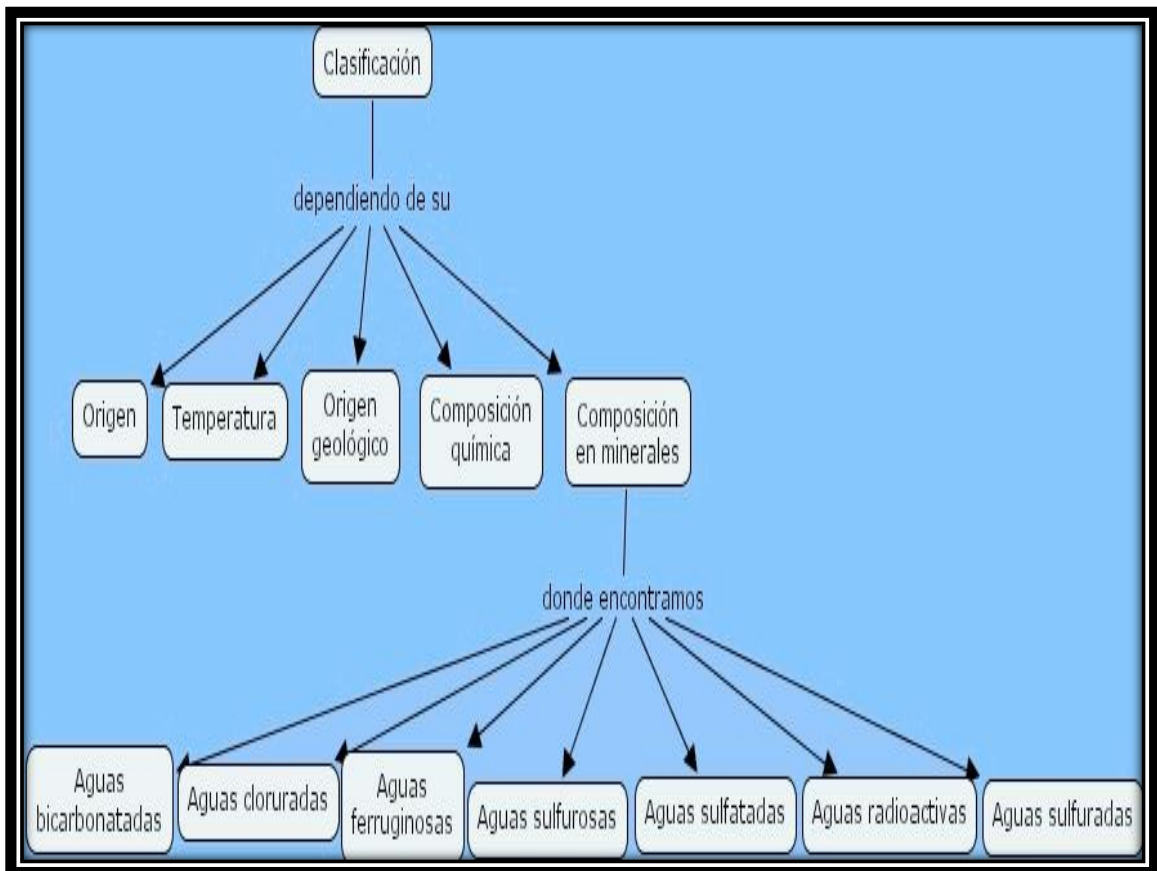 Clasificación
dependiendo de su
Origen
Temperatura
Origen
geológico
Composición
química
Composición
en minerales
donde encontramos
Aguas
bicarbonatadas
Aguas cloruradas
Aguas
ferruginosas
Aguas sulfurosas
Aguas sulfatadas
Aguas radioactivas
Aguas sulfuradas